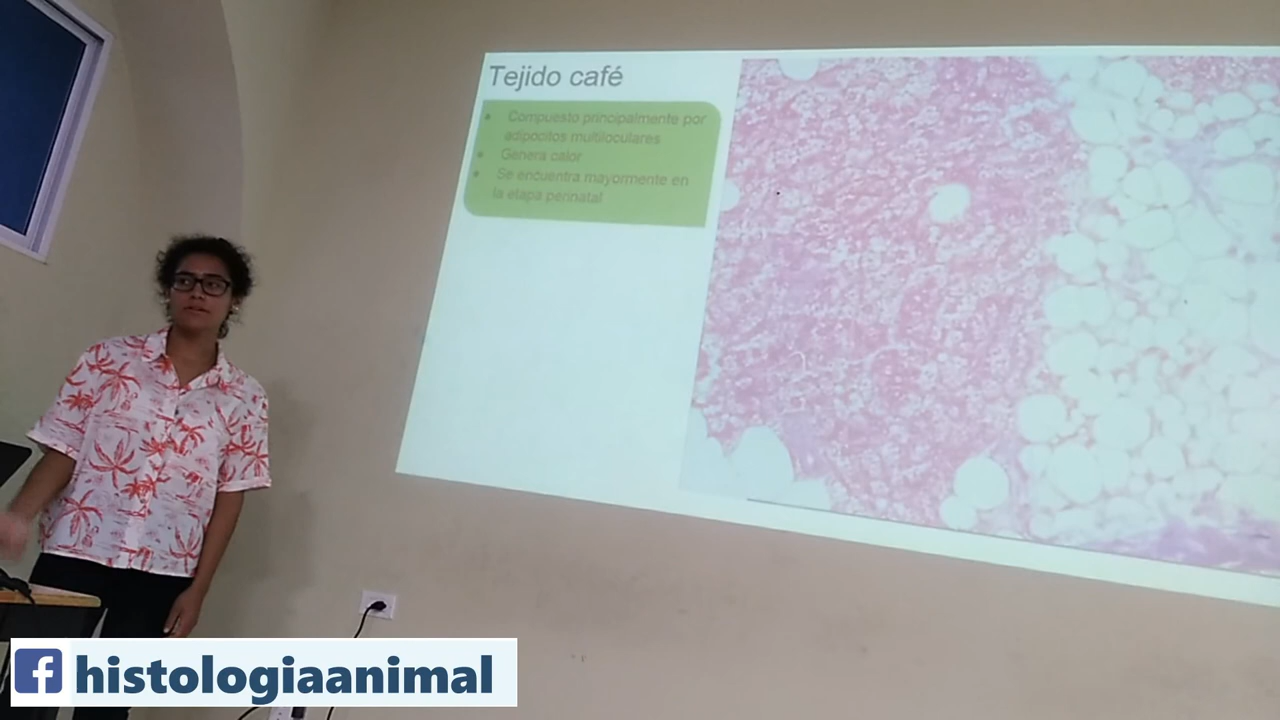 Tejido café
• Compuesto principalmente por
adipocitos multiloculares
• Genera calor
• Se encuentra mayormente en
la etapa perinatal
histologiaanimal